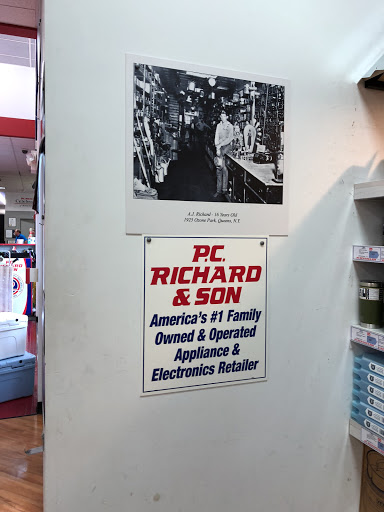 A.J. Richard - 16 Years Old
1925 Ozone Park, Queens, N.Y.
P.C.
RICHARD
& SON
America's #1 Family
Owned & Operated
Appliance &
Electronics Retailer